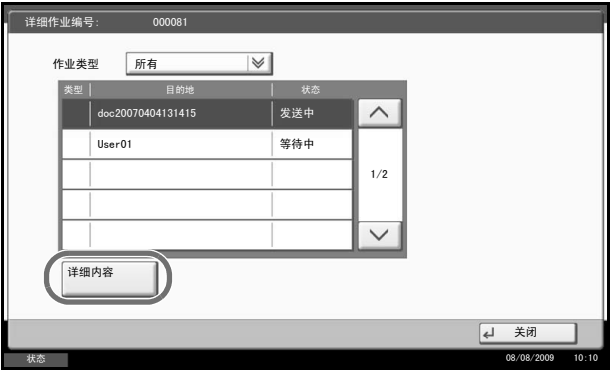 详细作业编号: 000081
作业类型 所有
类型 目的地 状态
doc20070404131415 发送中
User01 等待中
1/2
详细内容
关闭
状态 08/08/2009 10:10